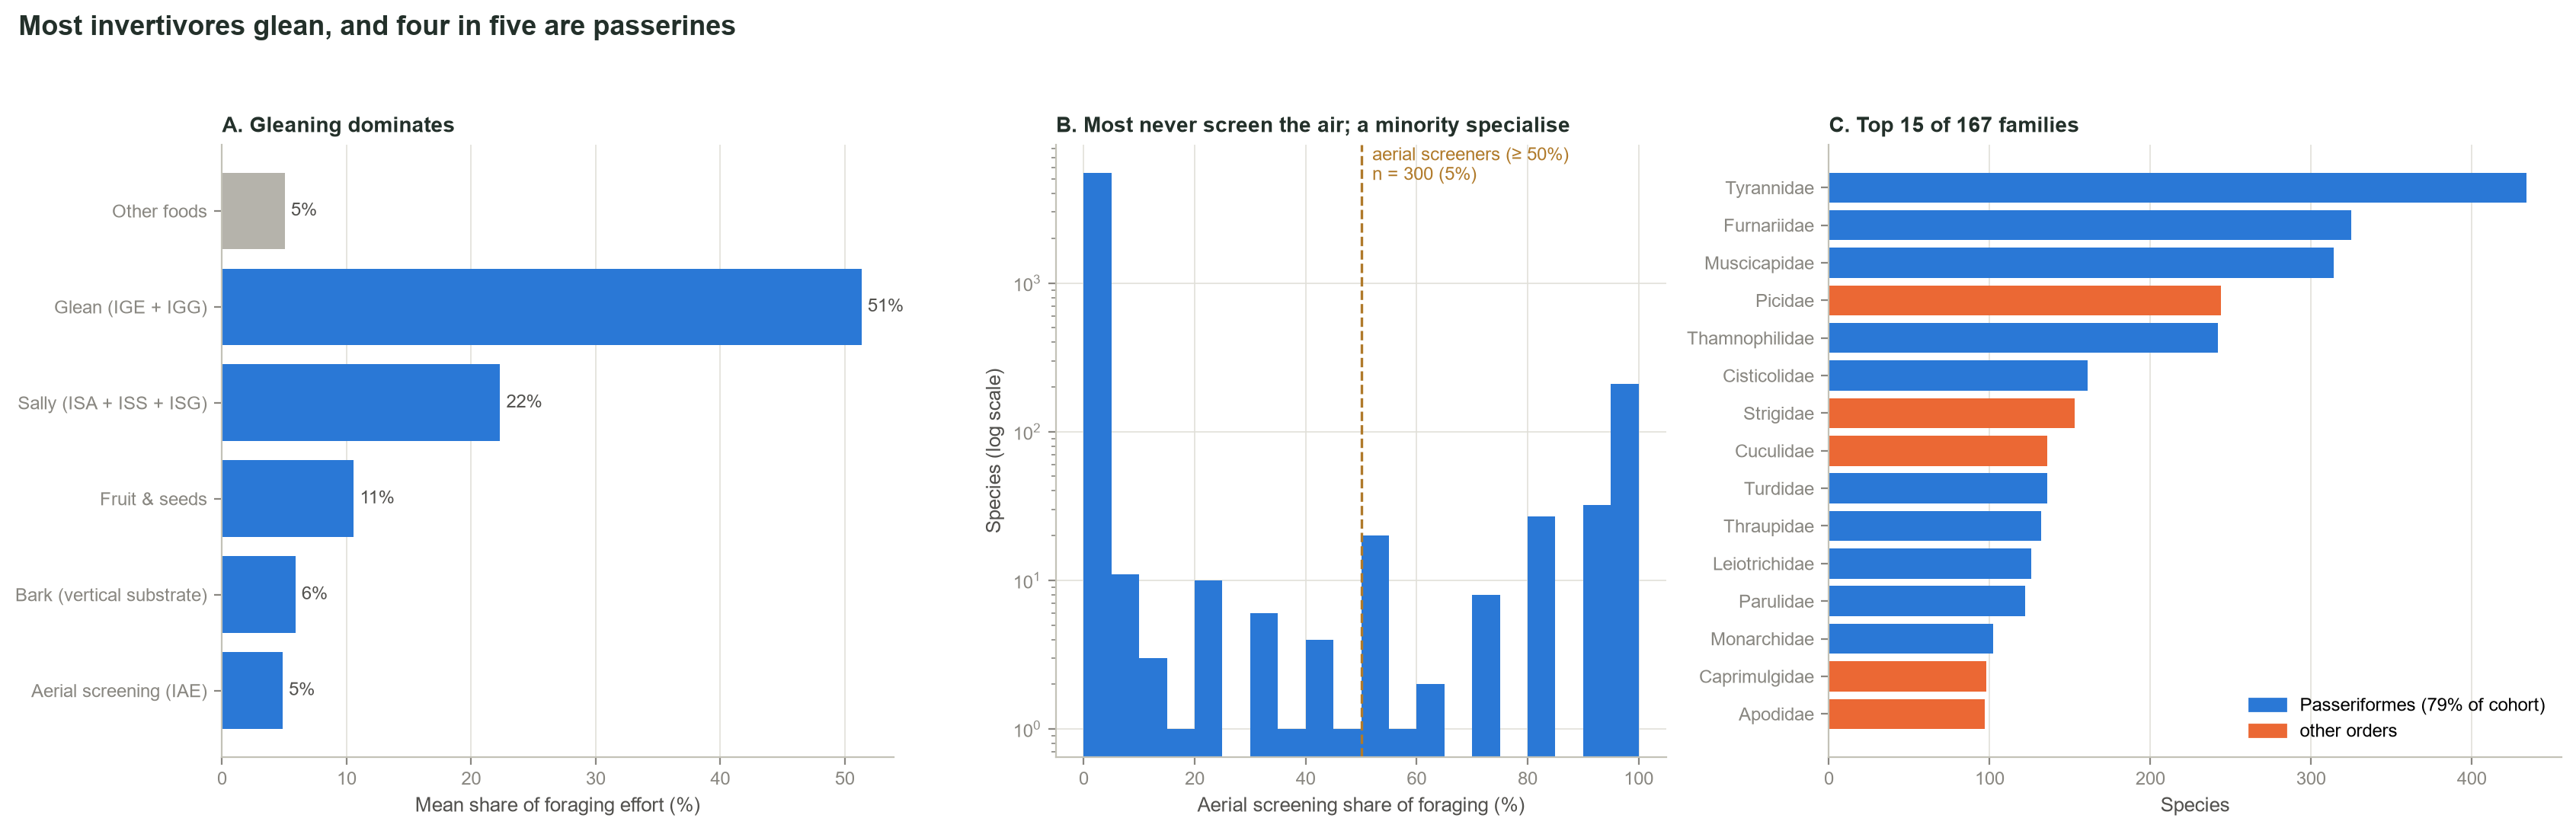 Most invertivores glean, and four in five are passerines
A. Gleaning dominates
Other foods
5%
Glean (IGE + IGG)
51%
Sally (ISA + ISS + ISG)
22%
Fruit & seeds
11%
Bark (vertical substrate)
6%
Aerial screening (IAE)
5%
0 10 20 30 40 50
Mean share of foraging effort (%)
B. Most never screen the air; a minority specialise
aerial screeners (≥ 50%)
n = 300 (5%)
Species (log scale)
10³
10²
10¹
10⁰
0 20 40 60 80 100
Aerial screening share of foraging (%)
C. Top 15 of 167 families
Tyrannidae
Furnariidae
Muscicapidae
Picidae
Thamnophilidae
Cisticolidae
Strigidae
Cuculidae
Turdidae
Thraupidae
Leiotrichidae
Parulidae
Monarchidae
Caprimulgidae
Apodidae
Passeriformes (79% of cohort)
other orders
0 100 200 300 400
Species